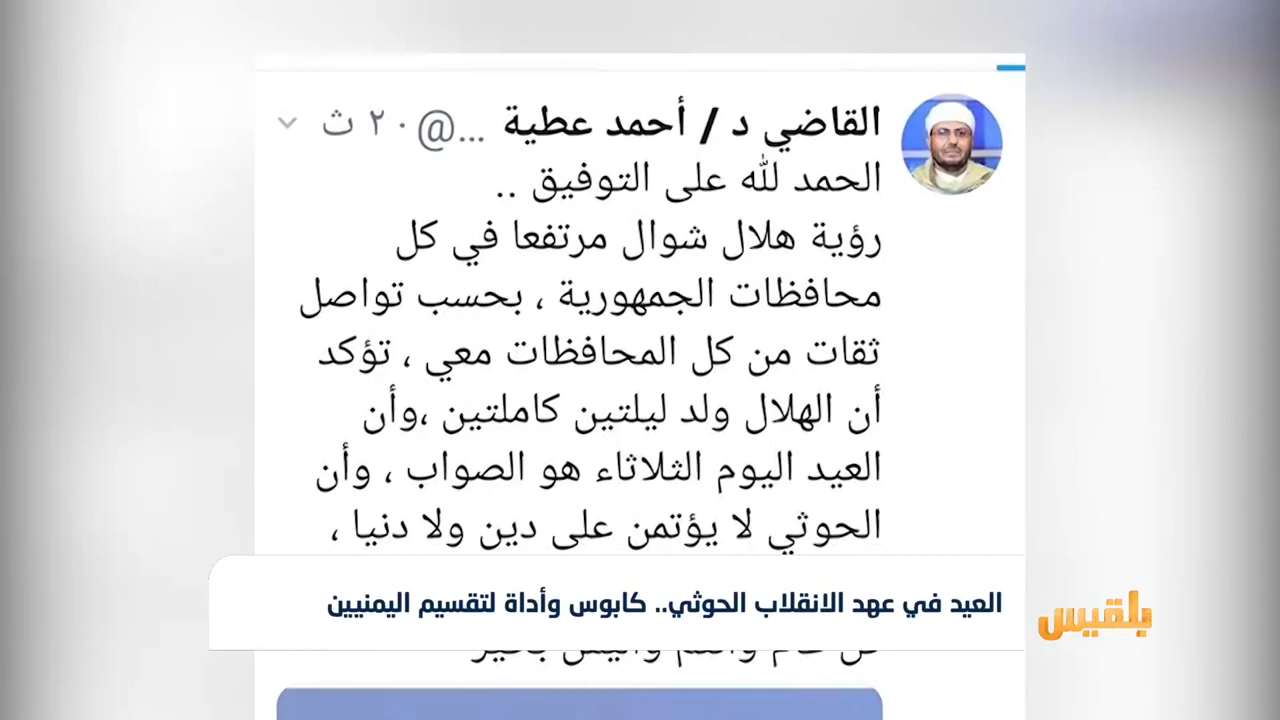 القاضي د / أحمد عطية ...@ ٢٠ ث
الحمد لله على التوفيق ..
رؤية هلال شوال مرتفعا في كل
محافظات الجمهورية ، بحسب تواصل
ثقات من كل المحافظات معي ، تؤكد
أن الهلال ولد ليلتين كاملتين ،وأن
العيد اليوم الثلاثاء هو الصواب ، وأن
الحوثي لا يؤتمن على دين ولا دنيا ،
العيد في عهد الانقلاب الحوثي.. كابوس وأداة لتقسيم اليمنيين
بلقيس